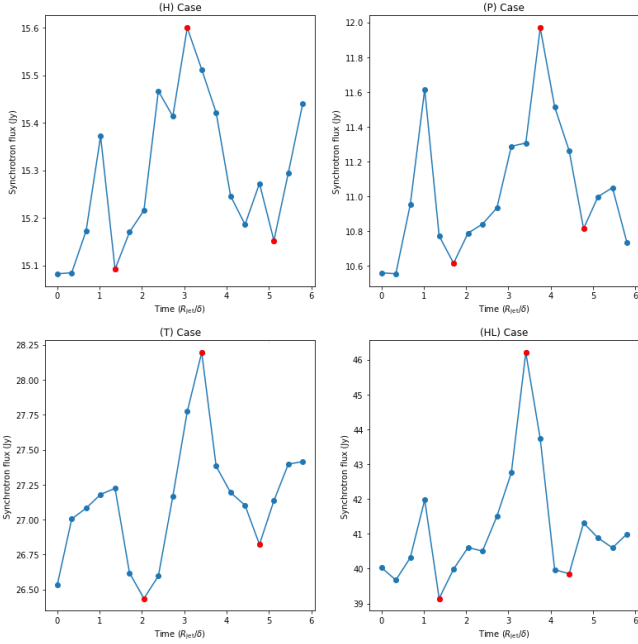 (H) Case
15.6
15.5
15.4
15.3
15.2
15.1
Synchrotron flux (Jy)
0 1 2 3 4 5 6
Time (R_jet/δ)
(P) Case
12.0
11.8
11.6
11.4
11.2
11.0
10.8
10.6
Synchrotron flux (Jy)
0 1 2 3 4 5 6
Time (R_jet/δ)
(T) Case
28.25
28.00
27.75
27.50
27.25
27.00
26.75
26.50
Synchrotron flux (Jy)
0 1 2 3 4 5 6
Time (R_jet/δ)
(HL) Case
46
45
44
43
42
41
40
39
Synchrotron flux (Jy)
0 1 2 3 4 5 6
Time (R_jet/δ)